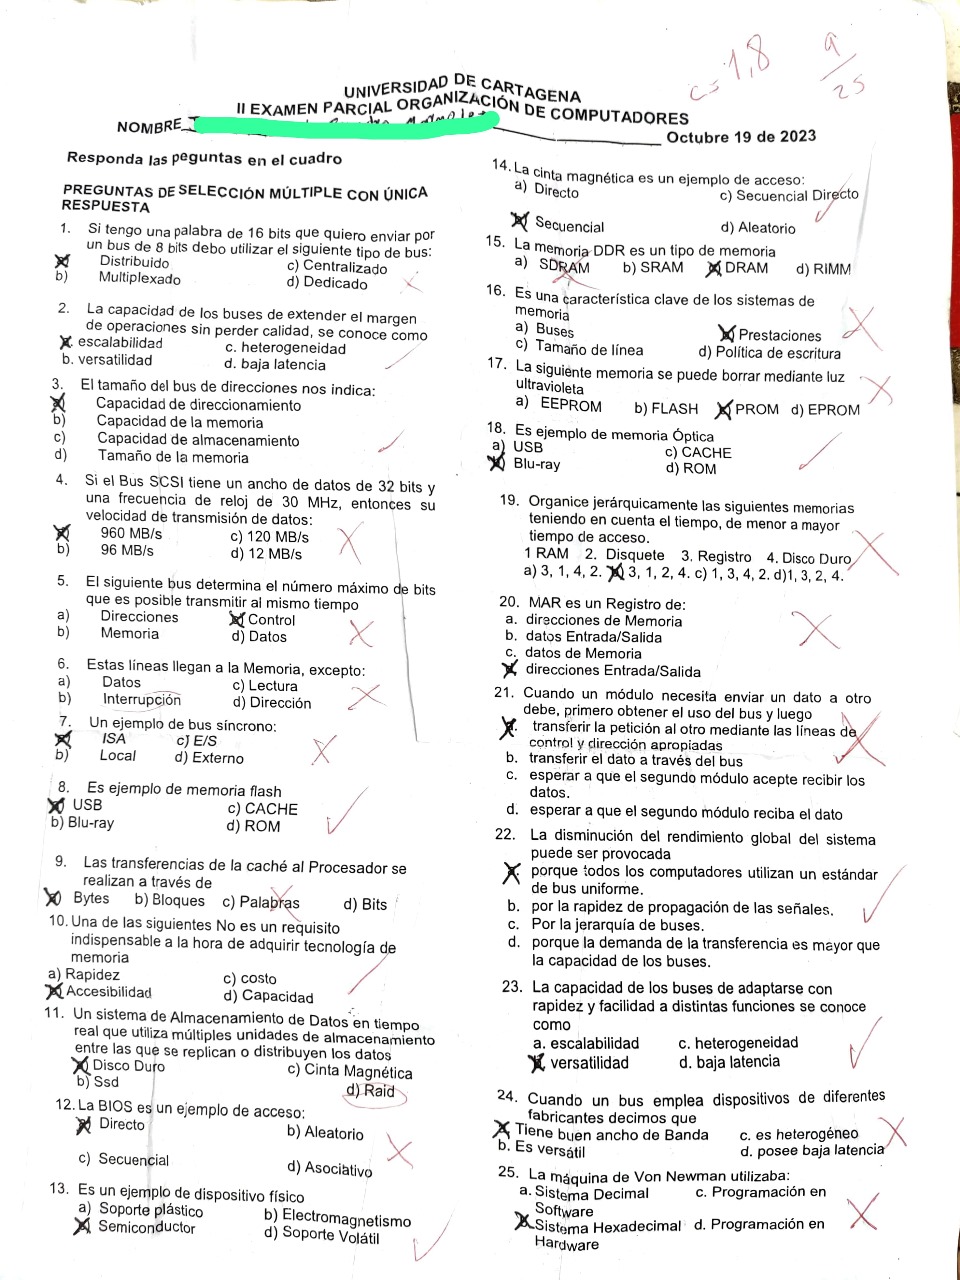 c=1,8
9/25
UNIVERSIDAD DE CARTAGENA
II EXAMEN PARCIAL ORGANIZACIÓN DE COMPUTADORES
NOMBRE
Octubre 19 de 2023
Responda las peguntas en el cuadro
PREGUNTAS DE SELECCIÓN MÚLTIPLE CON ÚNICA
RESPUESTA
1. Si tengo una palabra de 16 bits que quiero enviar por
un bus de 8 bits debo utilizar el siguiente tipo de bus:
Distribuido c) Centralizado
b) Multiplexado d) Dedicado
2. La capacidad de los buses de extender el margen
de operaciones sin perder calidad, se conoce como
escalabilidad c. heterogeneidad
b. versatilidad d. baja latencia
3. El tamaño del bus de direcciones nos indica:
Capacidad de direccionamiento
b) Capacidad de la memoria
c) Capacidad de almacenamiento
d) Tamaño de la memoria
4. Si el Bus SCSI tiene un ancho de datos de 32 bits y
una frecuencia de reloj de 30 MHz, entonces su
velocidad de transmisión de datos:
960 MB/s c) 120 MB/s
b) 96 MB/s d) 12 MB/s
5. El siguiente bus determina el número máximo de bits
que es posible transmitir al mismo tiempo
a) Direcciones Control
b) Memoria d) Datos
6. Estas líneas llegan a la Memoria, excepto:
a) Datos c) Lectura
b) Interrupción d) Dirección
7. Un ejemplo de bus síncrono:
ISA c) E/S
b) Local d) Externo
8. Es ejemplo de memoria flash
USB c) CACHE
b) Blu-ray d) ROM
9. Las transferencias de la caché al Procesador se
realizan a través de
Bytes b) Bloques c) Palabras d) Bits
10. Una de las siguientes No es un requisito
indispensable a la hora de adquirir tecnología de
memoria
a) Rapidez c) costo
Accesibilidad d) Capacidad
11. Un sistema de Almacenamiento de Datos en tiempo
real que utiliza múltiples unidades de almacenamiento
entre las que se replican o distribuyen los datos
Disco Duro c) Cinta Magnética
b) Ssd d) Raid
12. La BIOS es un ejemplo de acceso:
Directo b) Aleatorio
c) Secuencial d) Asociativo
13. Es un ejemplo de dispositivo físico
a) Soporte plástico b) Electromagnetismo
Semiconductor d) Soporte Volátil
14. La cinta magnética es un ejemplo de acceso:
a) Directo c) Secuencial Directo
Secuencial d) Aleatorio
15. La memoria DDR es un tipo de memoria
a) SDRAM b) SRAM DRAM d) RIMM
16. Es una característica clave de los sistemas de
memoria
a) Buses Prestaciones
c) Tamaño de línea d) Política de escritura
17. La siguiente memoria se puede borrar mediante luz
ultravioleta
a) EEPROM b) FLASH PROM d) EPROM
18. Es ejemplo de memoria Óptica
a) USB c) CACHE
Blu-ray d) ROM
19. Organice jerárquicamente las siguientes memorias
teniendo en cuenta el tiempo, de menor a mayor
tiempo de acceso.
1 RAM 2. Disquete 3. Registro 4. Disco Duro
a) 3, 1, 4, 2. 3, 1, 2, 4. c) 1, 3, 4, 2. d)1, 3, 2, 4.
20. MAR es un Registro de:
a. direcciones de Memoria
b. datos Entrada/Salida
c. datos de Memoria
direcciones Entrada/Salida
21. Cuando un módulo necesita enviar un dato a otro
debe, primero obtener el uso del bus y luego
transferir la petición al otro mediante las líneas de
control y dirección apropiadas
b. transferir el dato a través del bus
c. esperar a que el segundo módulo acepte recibir los
datos.
d. esperar a que el segundo módulo reciba el dato
22. La disminución del rendimiento global del sistema
puede ser provocada
porque todos los computadores utilizan un estándar
de bus uniforme.
b. por la rapidez de propagación de las señales.
c. Por la jerarquía de buses.
d. porque la demanda de la transferencia es mayor que
la capacidad de los buses.
23. La capacidad de los buses de adaptarse con
rapidez y facilidad a distintas funciones se conoce
como
a. escalabilidad c. heterogeneidad
versatilidad d. baja latencia
24. Cuando un bus emplea dispositivos de diferentes
fabricantes decimos que
Tiene buen ancho de Banda c. es heterogéneo
b. Es versátil d. posee baja latencia
25. La máquina de Von Newman utilizaba:
a. Sistema Decimal c. Programación en
Software
Sistema Hexadecimal d. Programación en
Hardware